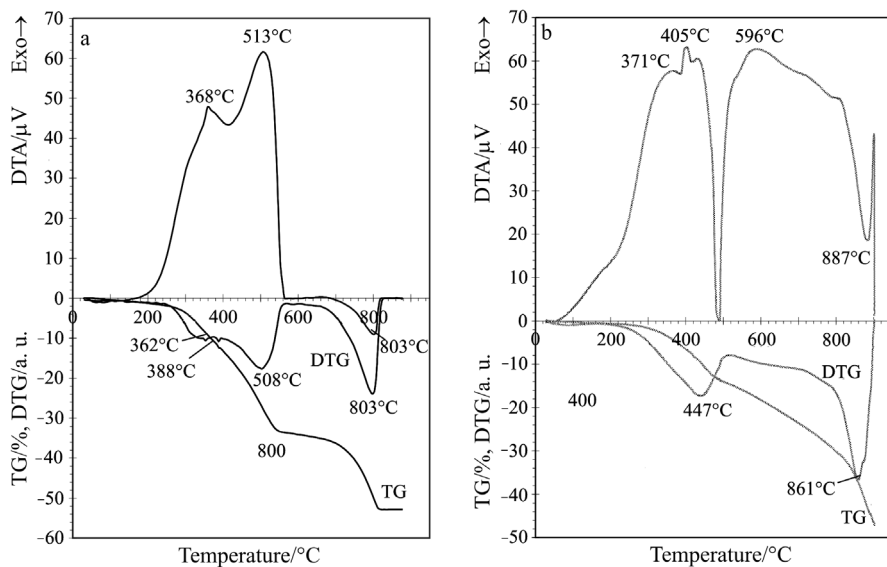 70
a
513°C
Exo→
60
50
368°C
40
DTA/µV
30
20
10
0
0 200 400 600 800
-10
362°C
388°C
508°C
DTG
803°C
803°C
-20
-30
800
-40
-50
TG
-60
TG/%, DTG/a. u.
Temperature/°C
70
b
405°C
596°C
371°C
Exo→
60
50
40
DTA/µV
30
20
887°C
10
0
0 200 400 600 800
-10
DTG
400
447°C
-20
-30
861°C
-40
TG
-50
TG/%, DTG/a. u.
Temperature/°C